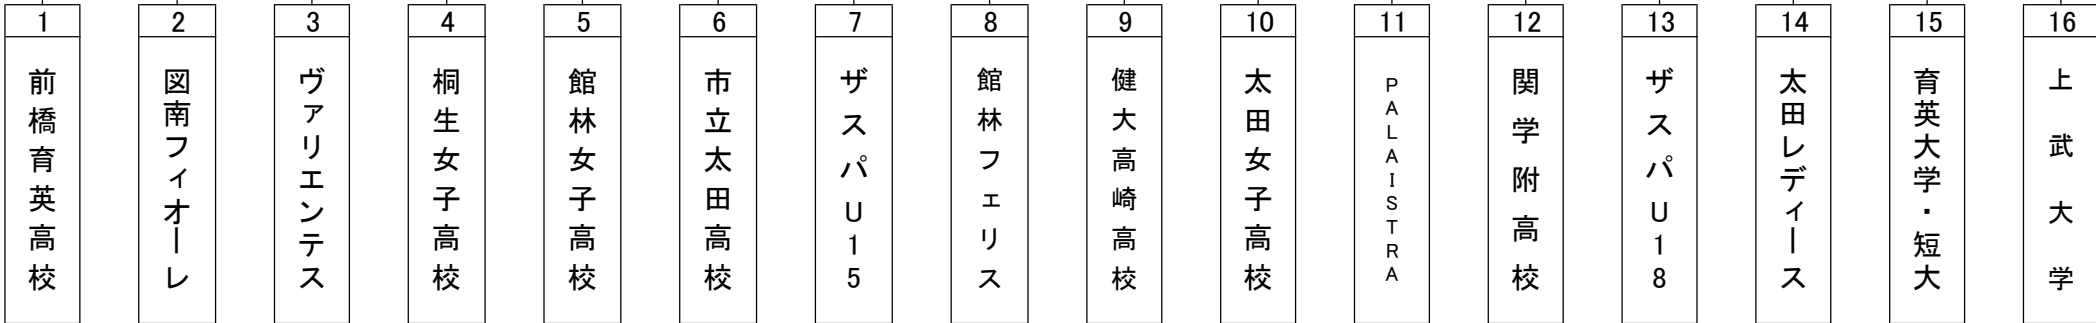 1
前橋育英高校
2
図南フィオーレ
3
ヴァリエンテス
4
桐生女子高校
5
館林女子高校
6
市立太田高校
7
ザスパU15
8
館林フェリス
9
健大高崎高校
10
太田女子高校
11
PALAISTRA
12
関学附高校
13
ザスパU18
14
太田レディース
15
育英大学・短大
16
上武大学